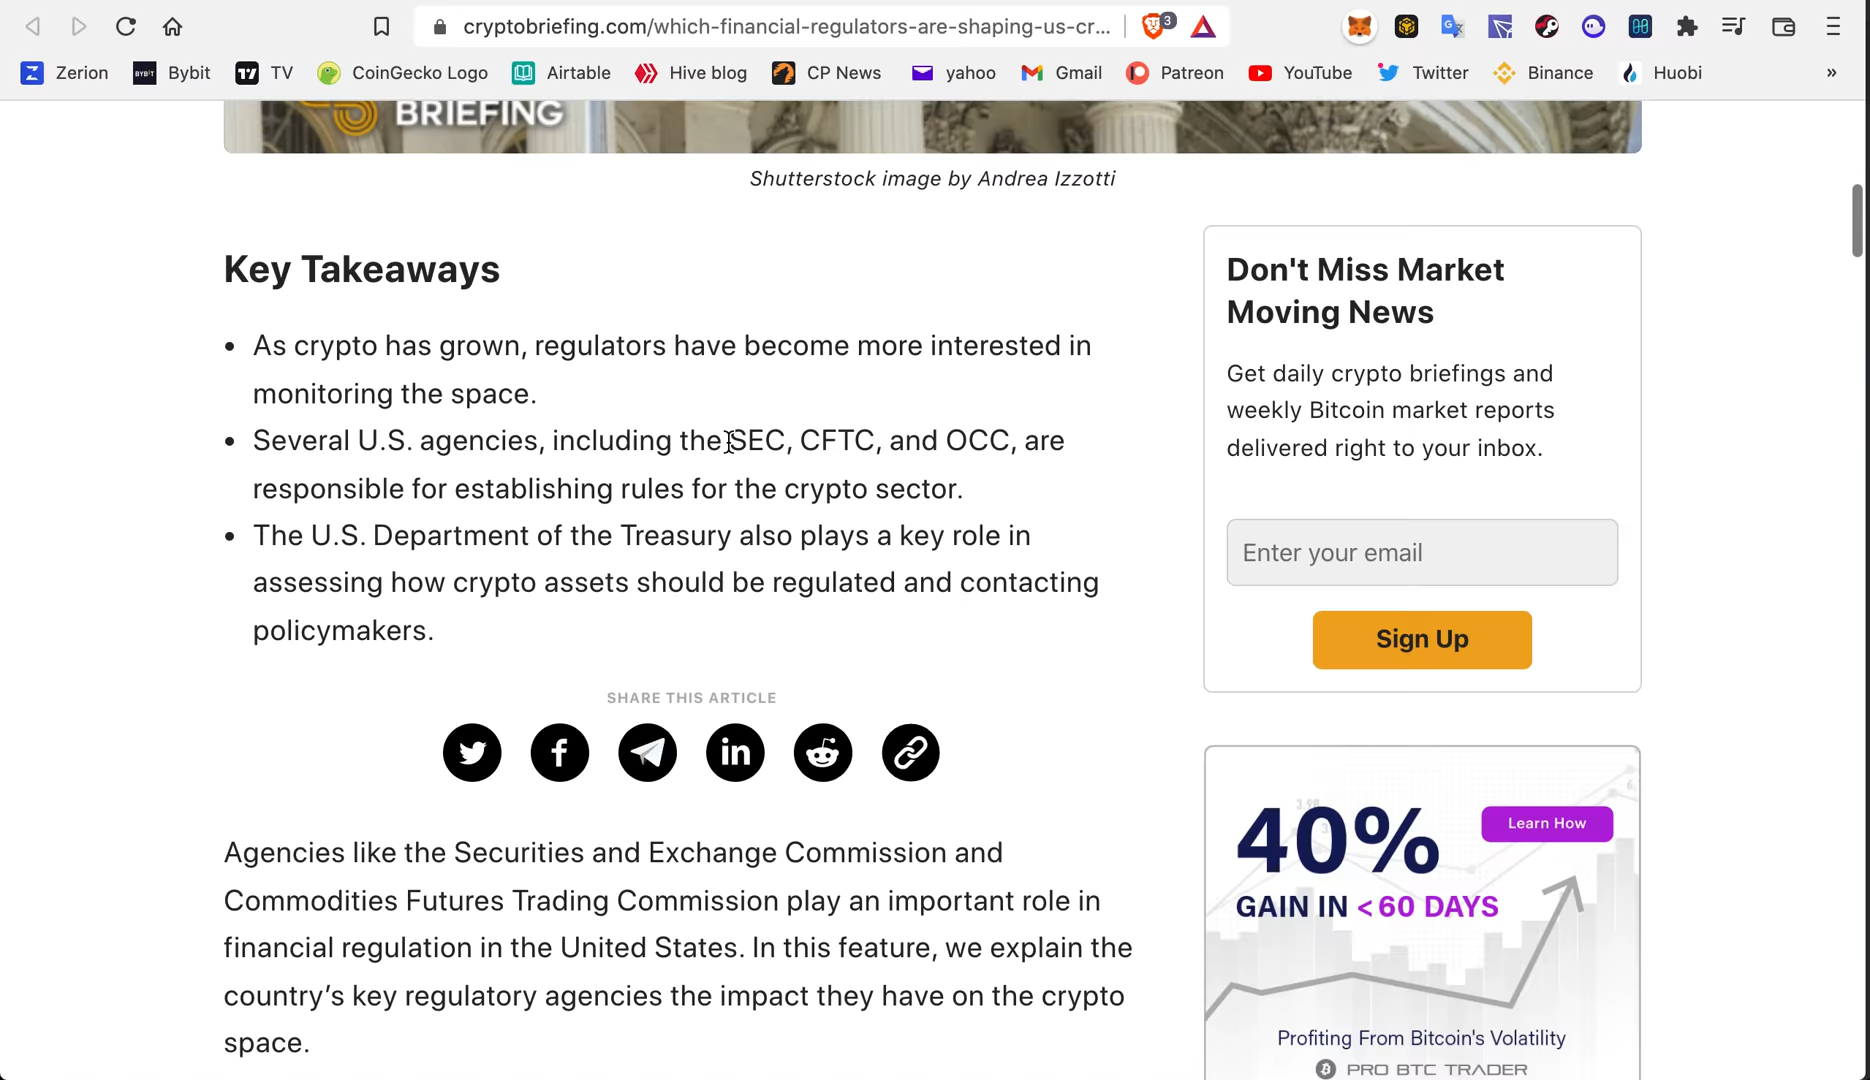 cryptobriefing.com/which-financial-regulators-are-shaping-us-cr...
3
Zerion
BYBIT
Bybit
TV
CoinGecko Logo
Airtable
Hive blog
CP News
yahoo
Gmail
Patreon
YouTube
Twitter
Binance
Huobi
»
BRIEFING
Shutterstock image by Andrea Izzotti
Key Takeaways
• As crypto has grown, regulators have become more interested in
monitoring the space.
• Several U.S. agencies, including the SEC, CFTC, and OCC, are
responsible for establishing rules for the crypto sector.
• The U.S. Department of the Treasury also plays a key role in
assessing how crypto assets should be regulated and contacting
policymakers.
SHARE THIS ARTICLE
Agencies like the Securities and Exchange Commission and
Commodities Futures Trading Commission play an important role in
financial regulation in the United States. In this feature, we explain the
country’s key regulatory agencies the impact they have on the crypto
space.
Don't Miss Market
Moving News
Get daily crypto briefings and
weekly Bitcoin market reports
delivered right to your inbox.
Enter your email
Sign Up
40%
Learn How
GAIN IN < 60 DAYS
Profiting From Bitcoin's Volatility
PRO BTC TRADER